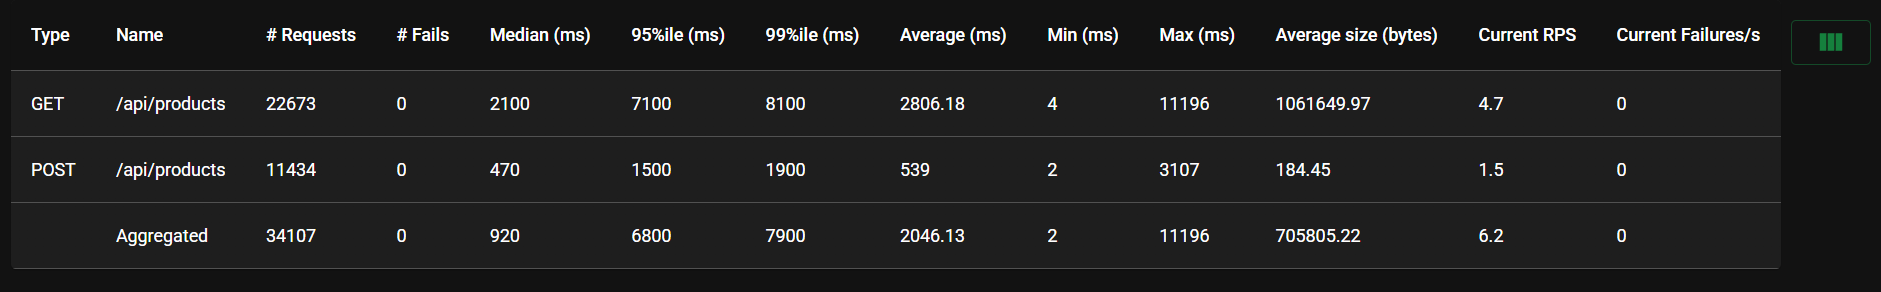 Type Name # Requests # Fails Median (ms) 95%ile (ms) 99%ile (ms) Average (ms) Min (ms) Max (ms) Average size (bytes) Current RPS Current Failures/s
GET /api/products 22673 0 2100 7100 8100 2806.18 4 11196 1061649.97 4.7 0
POST /api/products 11434 0 470 1500 1900 539 2 3107 184.45 1.5 0
Aggregated 34107 0 920 6800 7900 2046.13 2 11196 705805.22 6.2 0